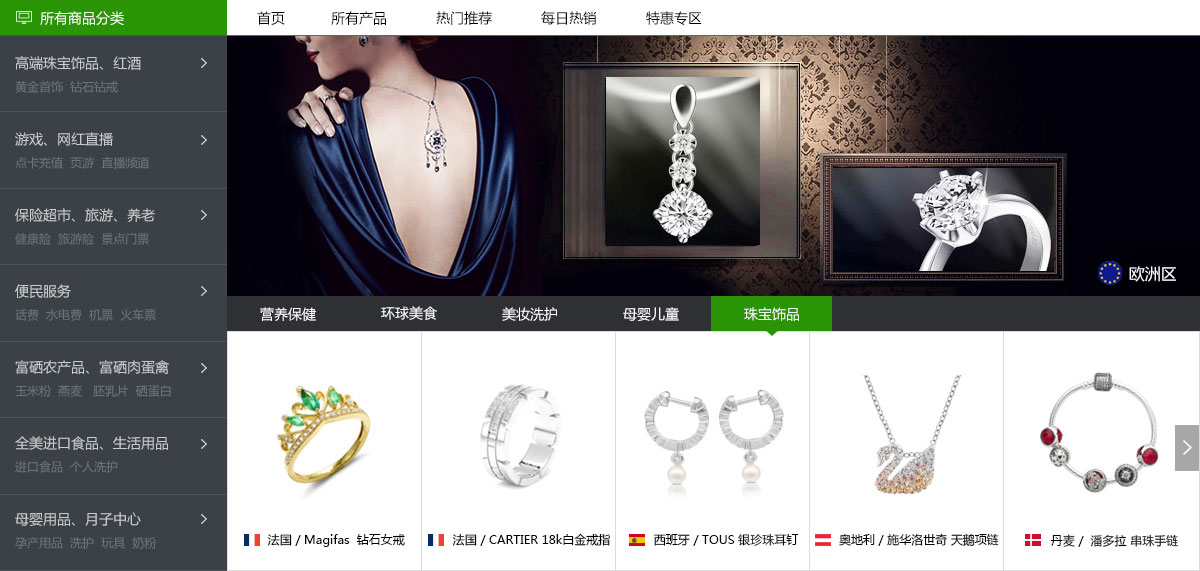 所有商品分类
首页 所有产品 热门推荐 每日热销 特惠专区
高端珠宝饰品、红酒
黄金首饰 钻石钻戒
游戏、网红直播
点卡充值 页游 直播频道
保险超市、旅游、养老
健康险 旅游险 景点门票
便民服务
话费 水电费 机票 火车票
富硒农产品、富硒肉蛋禽
玉米粉 燕麦 胚乳片 硒蛋白
全美进口食品、生活用品
进口食品 个人洗护
母婴用品、月子中心
孕产用品 洗护 玩具 奶粉
欧洲区
营养保健 环球美食 美妆洗护 母婴儿童 珠宝饰品
法国 / Magifas 钻石女戒
法国 / CARTIER 18k白金戒指
西班牙 / TOUS 银珍珠耳钉
奥地利 / 施华洛世奇 天鹅项链
丹麦 / 潘多拉 串珠手链